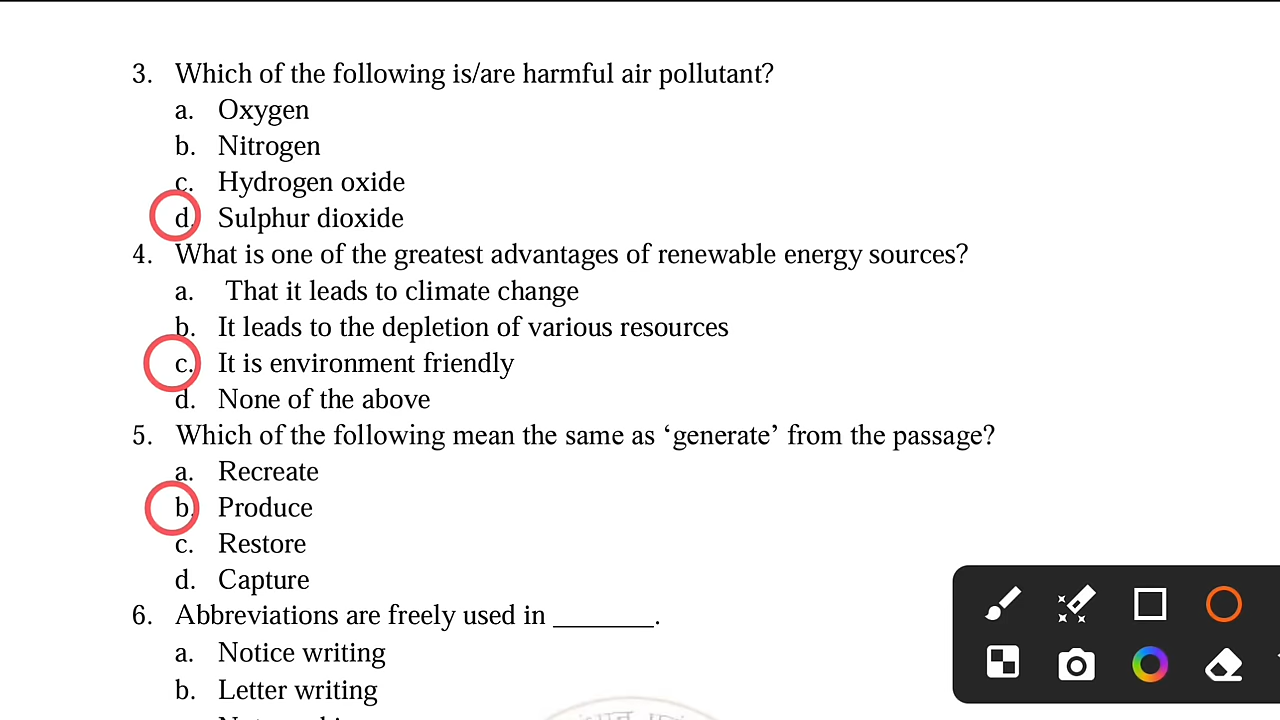 3. Which of the following is/are harmful air pollutant?
a. Oxygen
b. Nitrogen
c. Hydrogen oxide
d. Sulphur dioxide
4. What is one of the greatest advantages of renewable energy sources?
a. That it leads to climate change
b. It leads to the depletion of various resources
c. It is environment friendly
d. None of the above
5. Which of the following mean the same as ‘generate’ from the passage?
a. Recreate
b. Produce
c. Restore
d. Capture
6. Abbreviations are freely used in _______.
a. Notice writing
b. Letter writing